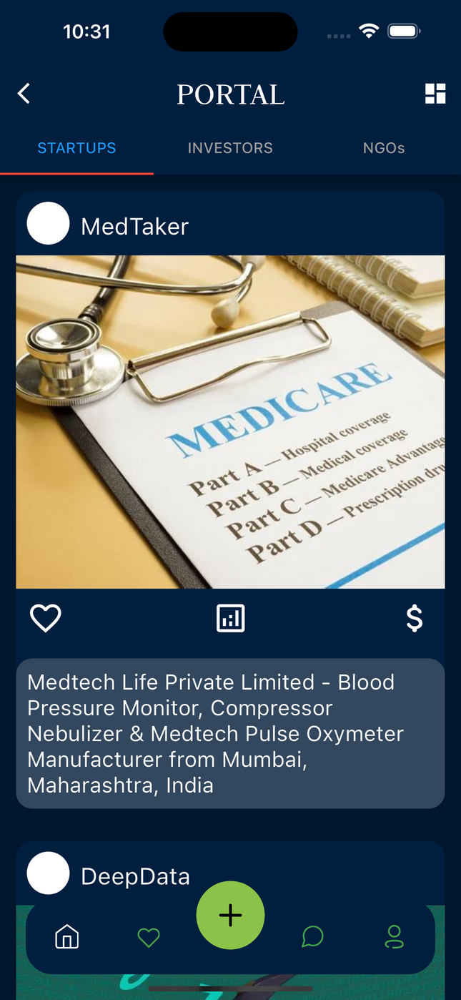 10:31
PORTAL
STARTUPS
INVESTORS
NGOs
MedTaker
MEDICARE
Part A — Hospital coverage
Part B — Medical coverage
Part C — Medicare Advantage
Part D — Prescription
Medtech Life Private Limited - Blood
Pressure Monitor, Compressor
Nebulizer & Medtech Pulse Oxymeter
Manufacturer from Mumbai,
Maharashtra, India
DeepData